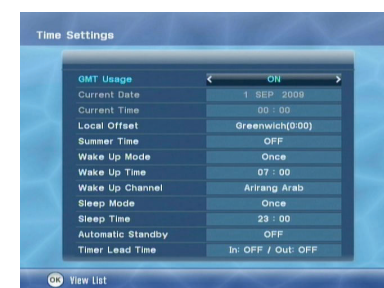 Time Settings
GMT Usage < ON >
Current Date 1 SEP 2009
Current Time 00 : 00
Local Offset Greenwich(0:00)
Summer Time OFF
Wake Up Mode Once
Wake Up Time 07 : 00
Wake Up Channel Arirang Arab
Sleep Mode Once
Sleep Time 23 : 00
Automatic Standby OFF
Timer Lead Time In: OFF / Out: OFF
OK View List